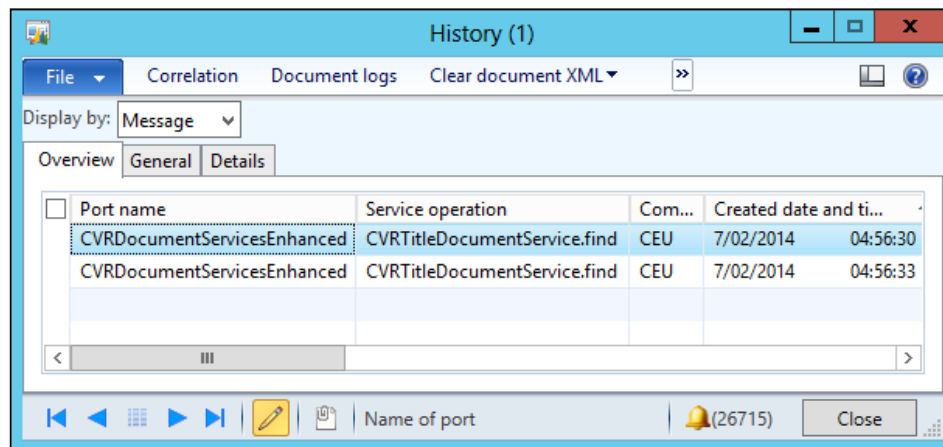 History (1)
File Correlation Document logs Clear document XML »
Display by: Message
Overview General Details
Port name Service operation Com... Created date and ti...
CVRDocumentServicesEnhanced CVRTitleDocumentService.find CEU 7/02/2014 04:56:30
CVRDocumentServicesEnhanced CVRTitleDocumentService.find CEU 7/02/2014 04:56:33
Name of port (26715) Close